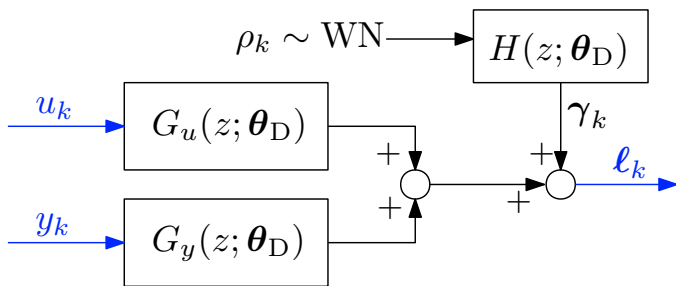 ρ_k ∼ WN
H(z; θ_D)
u_k
G_u(z; θ_D)
γ_k
+
+
ℓ_k
y_k
G_y(z; θ_D)
+
+